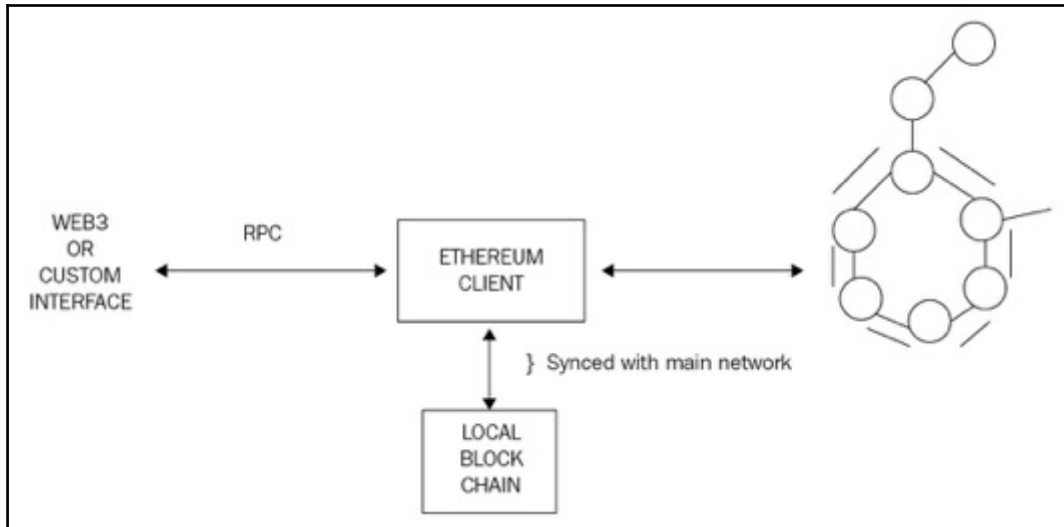 WEB3
OR
CUSTOM
INTERFACE
RPC
ETHEREUM
CLIENT
} Synced with main network
LOCAL
BLOCK
CHAIN